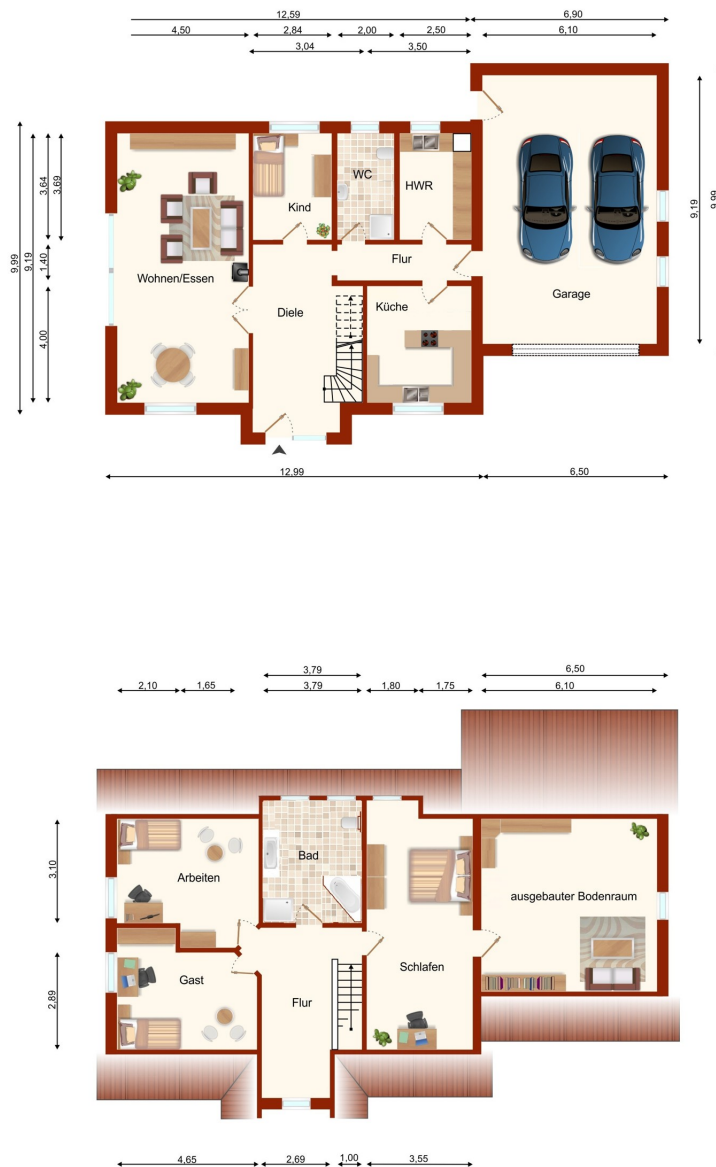 12,59 6,90
4,50 2,84 2,00 2,50 6,10
3,04 3,50
9,99 9,19 3,64 3,69 1,40 4,00
WC
HWR
Kind
Flur
Wohnen/Essen
Diele
Küche
Garage
9,19 9,99
12,99 6,50
3,79 6,50
2,10 1,65 3,79 1,80 1,75 6,10
3,10
Bad
Arbeiten
ausgebauter Bodenraum
Schlafen
Gast
Flur
2,89
4,65 2,69 1,00 3,55